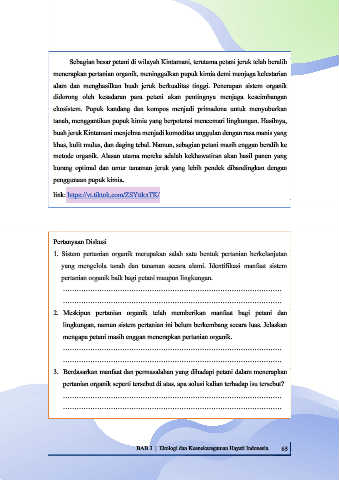 Sebagian besar petani di wilayah Kintamani, terutama petani jeruk telah beralih
menerapkan pertanian organik, meninggalkan pupuk kimia demi menjaga kelestarian
alam dan menghasilkan buah jeruk berkualitas tinggi. Penerapan sistem organik
didorong oleh kesadaran para petani akan pentingnya menjaga keseimbangan
ekosistem. Pupuk kandang dan kompos menjadi primadona untuk menyuburkan
tanah, menggantikan pupuk kimia yang berpotensi mencemari lingkungan. Hasilnya,
buah jeruk Kintamani menjelma menjadi komoditas unggulan dengan rasa manis yang
khas, kulit mulus, dan daging tebal. Namun, sebagian petani masih enggan beralih ke
metode organik. Alasan utama mereka adalah kekhawatiran akan hasil panen yang
kurang optimal dan umur tanaman jeruk yang lebih pendek dibandingkan dengan
penggunaan pupuk kimia.
link: https://vt.tiktok.com/
Pertanyaan Diskusi
1. Sistem pertanian organik merupakan salah satu bentuk pertanian berkelanjutan
yang mengelola tanah dan tanaman secara alami. Identifikasi manfaat sistem
pertanian organik baik bagi petani maupun lingkungan.
2. Meskipun pertanian organik telah memberikan manfaat bagi petani dan
lingkungan, namun sistem pertanian ini belum berkembang secara luas. Jelaskan
mengapa petani masih enggan menerapkan pertanian organik.
3. Berdasarkan manfaat dan permasalahan yang dihadapi petani dalam menerapkan
pertanian organik seperti tersebut di atas, apa solusi kalian terhadap isu tersebut?
BAB 3 | Ekologi dan Keanekaragaman Hayati Indonesia 63